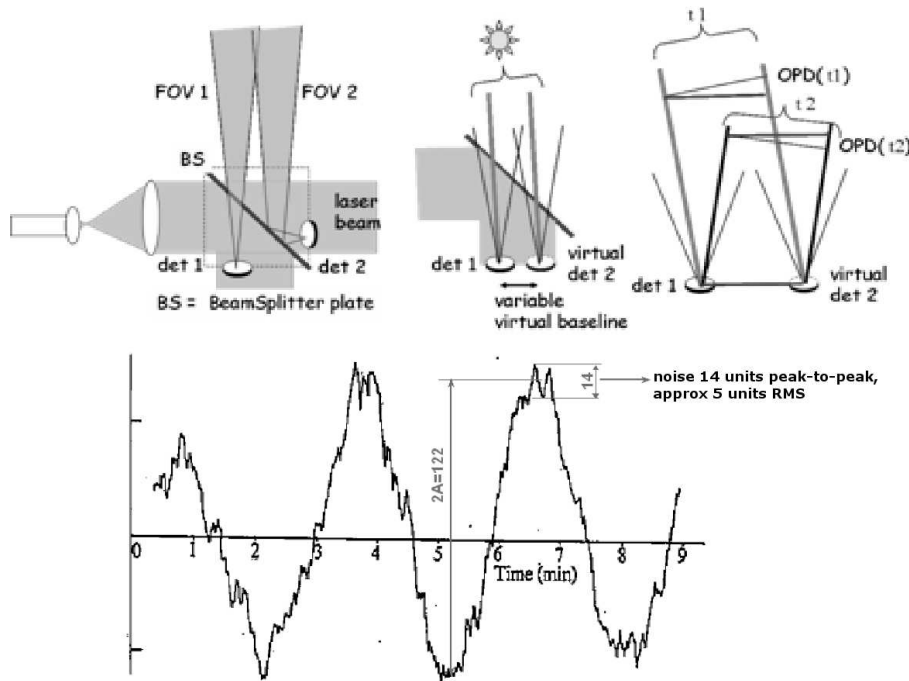 FOV 1
FOV 2
BS
laser
beam
det 1
det 2
BS = BeamSplitter plate
det 1
virtual
det 2
variable
virtual baseline
t1
OPD(t1)
t2
OPD(t2)
det 1
virtual
det 2
2A=122
14
noise 14 units peak-to-peak,
approx 5 units RMS
0 1 2 3 4 5 6 7 8 9
Time (min)